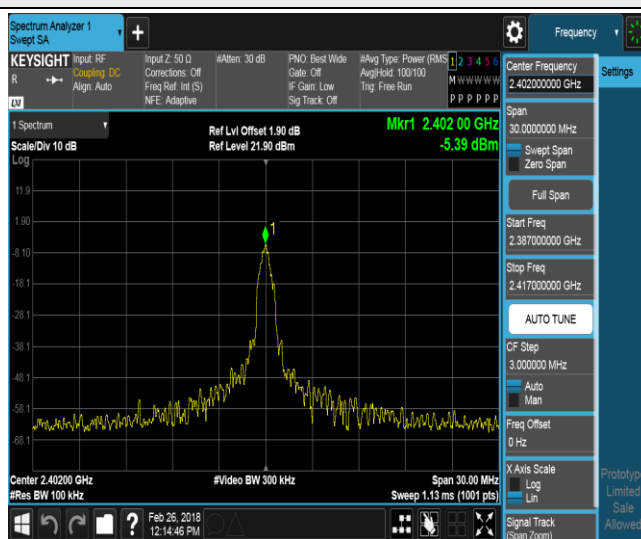 Spectrum Analyzer 1
Swept SA
+
Frequency
KEYSIGHT
R
LXI
Input: RF
Coupling: DC
Align: Auto
Input Z: 50 Ω
Corrections: Off
Freq Ref: Int (S)
NFE: Adaptive
#Atten: 30 dB
PNO: Best Wide
Gate: Off
IF Gain: Low
Sig Track: Off
#Avg Type: Power (RMS
Avg|Hold: 100/100
Trig: Free Run
1 2 3 4 5 6
M W W W W W
P P P P P P
1 Spectrum
Scale/Div 10 dB
Log
Ref Lvl Offset 1.90 dB
Ref Level 21.90 dBm
Mkr1 2.402 00 GHz
-5.39 dBm
11.9
1.90
-8.10
-18.1
-28.1
-38.1
-48.1
-58.1
-68.1
1
Center 2.40200 GHz
#Res BW 100 kHz
#Video BW 300 kHz
Span 30.00 MHz
Sweep 1.13 ms (1001 pts)
?
Feb 26, 2018
12:14:46 PM
Center Frequency
2.402000000 GHz
Span
30.0000000 MHz
Swept Span
Zero Span
Full Span
Start Freq
2.387000000 GHz
Stop Freq
2.417000000 GHz
AUTO TUNE
CF Step
3.000000 MHz
Auto
Man
Freq Offset
0 Hz
X Axis Scale
Log
Lin
Signal Track
(Span Zoom)
Settings
Prototype
Limited
Sale
Allowed